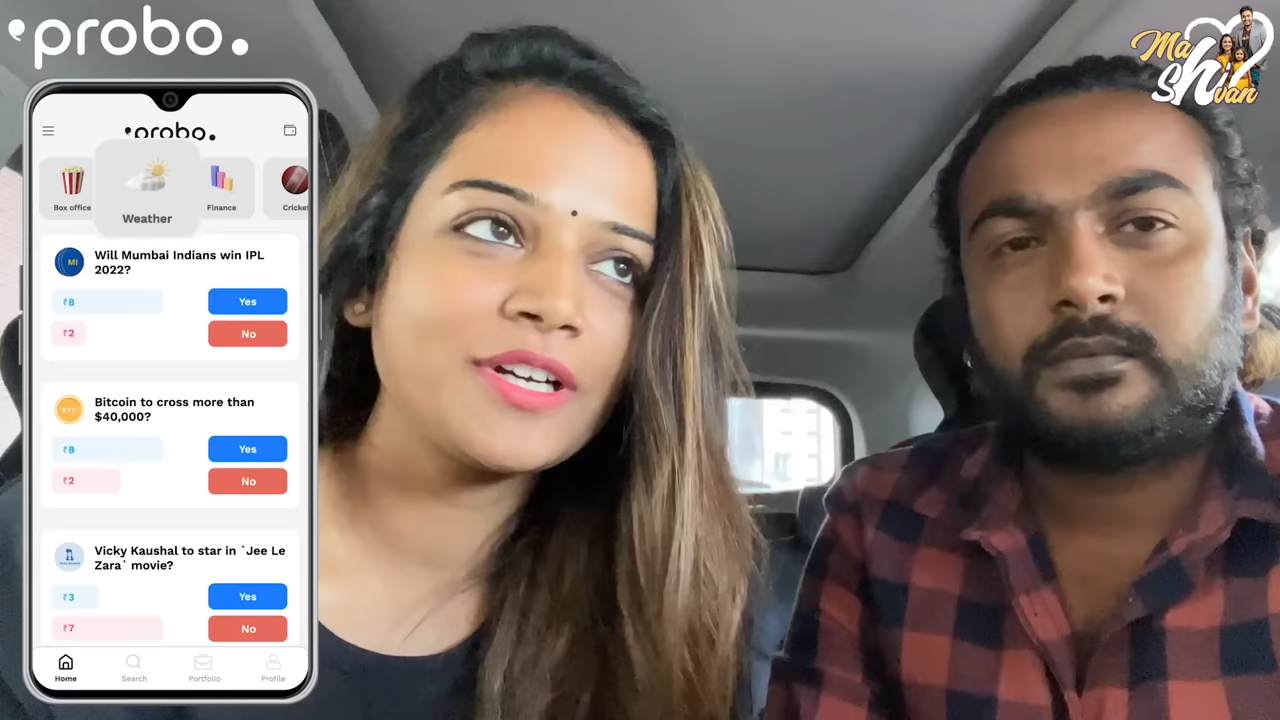 probo.
Ma
Shivan
probo.
Box office
Weather
Finance
Cricket
MI
Will Mumbai Indians win IPL
2022?
₹8
Yes
₹2
No
BTC
Bitcoin to cross more than
$40,000?
₹8
Yes
₹2
No
Vicky Kaushal to star in `Jee Le
Zara` movie?
₹3
Yes
₹7
No
Home
Search
Portfolio
Profile